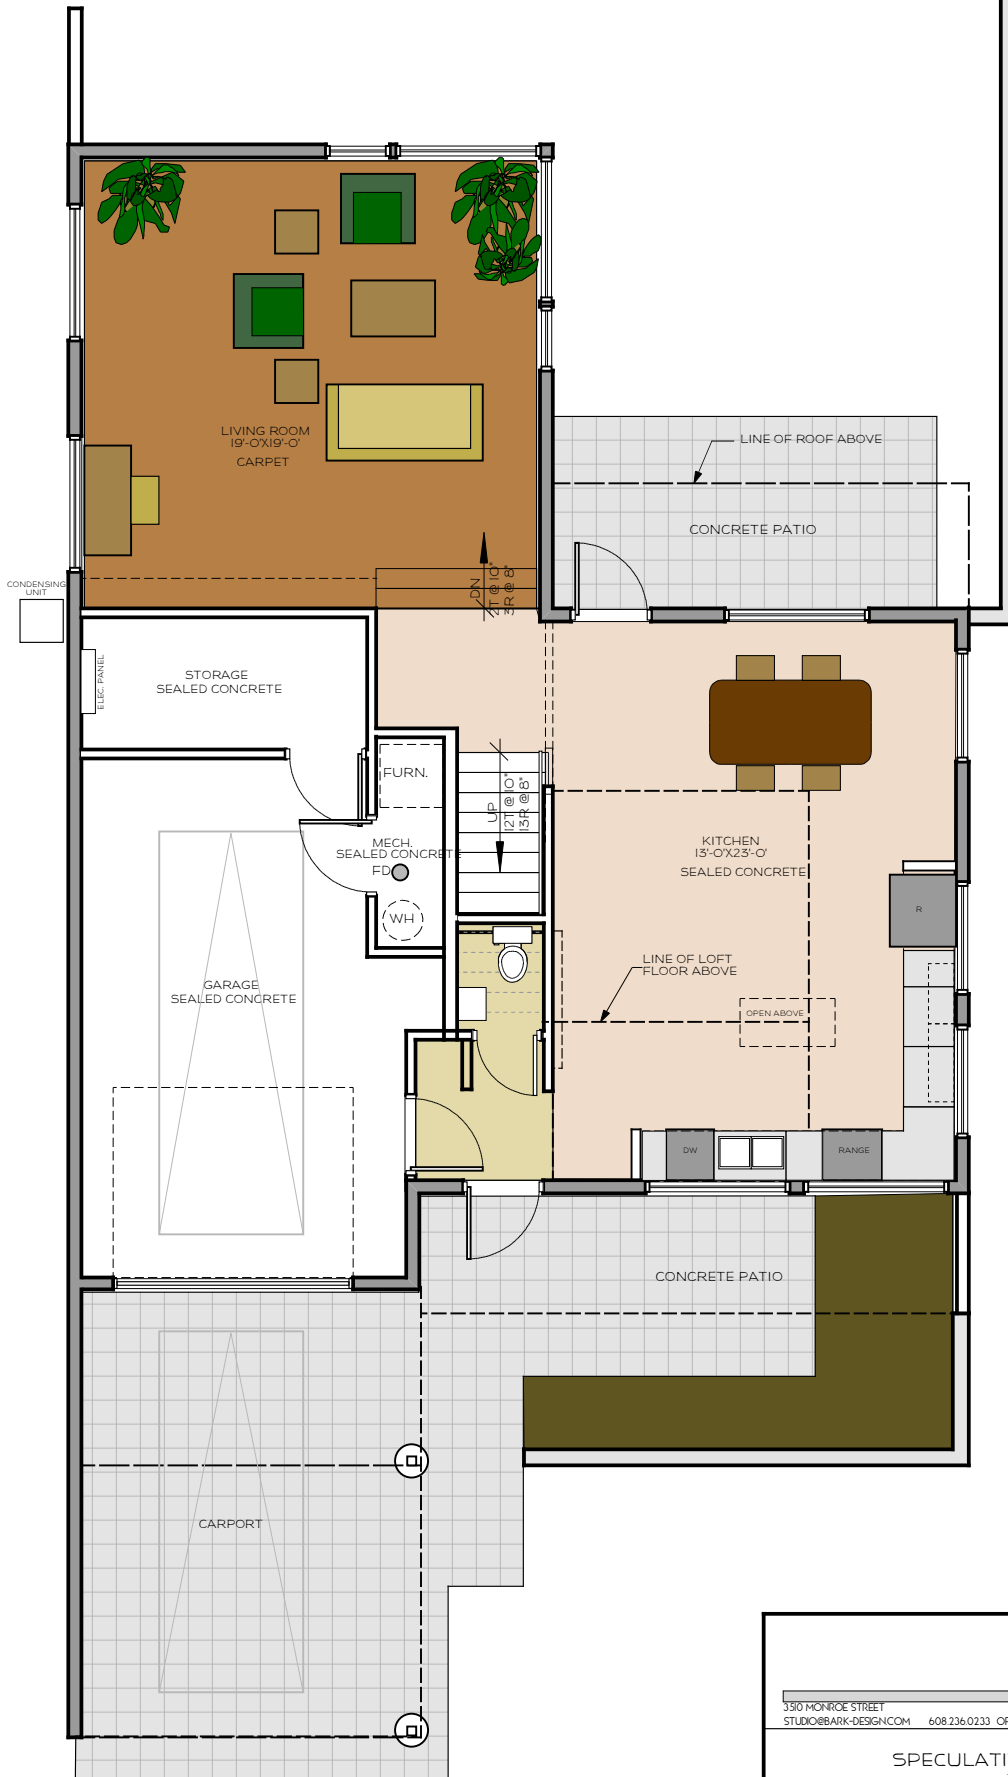 LINE OF ROOF ABOVE
LIVING ROOM
19'-0"X19'-0"
CARPET
CONCRETE PATIO
DN
2T @ 10"
3R @ 8"
CONDENSING
UNIT
ELEC. PANEL
STORAGE
SEALED CONCRETE
FURN.
UP
12T @ 10"
13R @ 8"
MECH.
SEALED CONCRETE
FD
WH
KITCHEN
13'-0"X23'-0"
SEALED CONCRETE
R
LINE OF LOFT
FLOOR ABOVE
GARAGE
SEALED CONCRETE
OPEN ABOVE
DW
RANGE
CONCRETE PATIO
CARPORT
3510 MONROE STREET
STUDIO@BARK-DESIGN.COM 608.236.0233 OF
SPECULATI